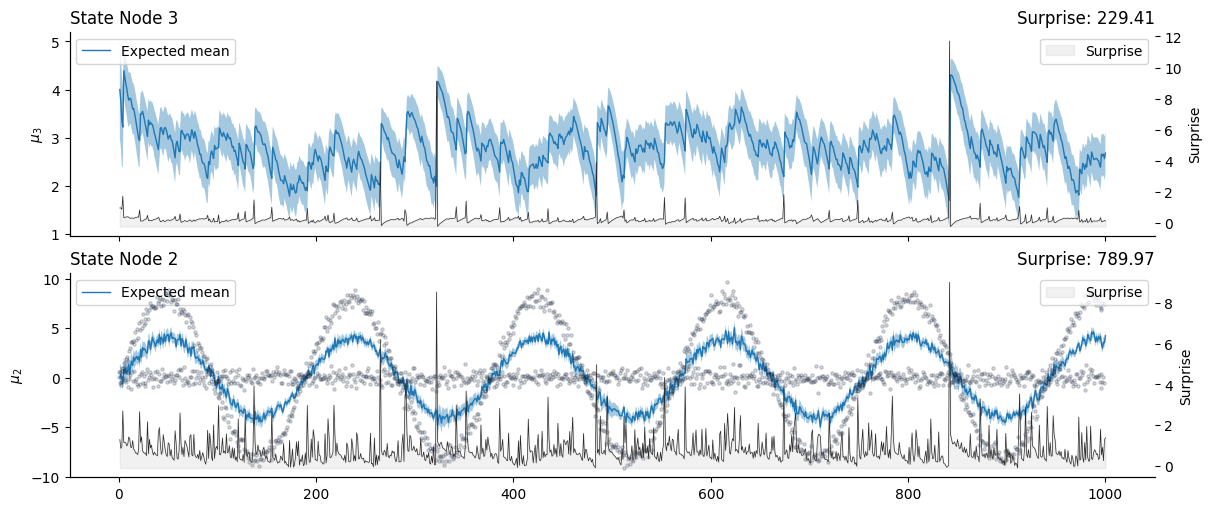 State Node 3
Surprise: 229.41
Expected mean
Surprise
5
4
3
2
1
μ3
12
10
8
6
4
2
0
Surprise
State Node 2
Surprise: 789.97
Expected mean
Surprise
10
5
0
−5
−10
μ2
8
6
4
2
0
Surprise
0
200
400
600
800
1000